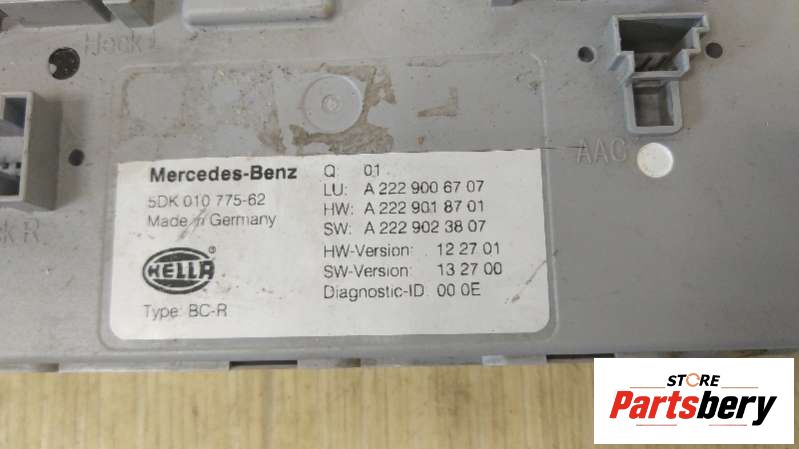 Heck L
AAC
ck R
Mercedes-Benz
5DK 010 775-62
Made in Germany
HELLA ®
Type: BC-R
Q: 01
LU: A 222 900 67 07
HW: A 222 901 87 01
SW: A 222 902 38 07
HW-Version: 12 27 01
SW-Version: 13 27 00
Diagnostic-ID: 00 0E
STORE
Partsbery